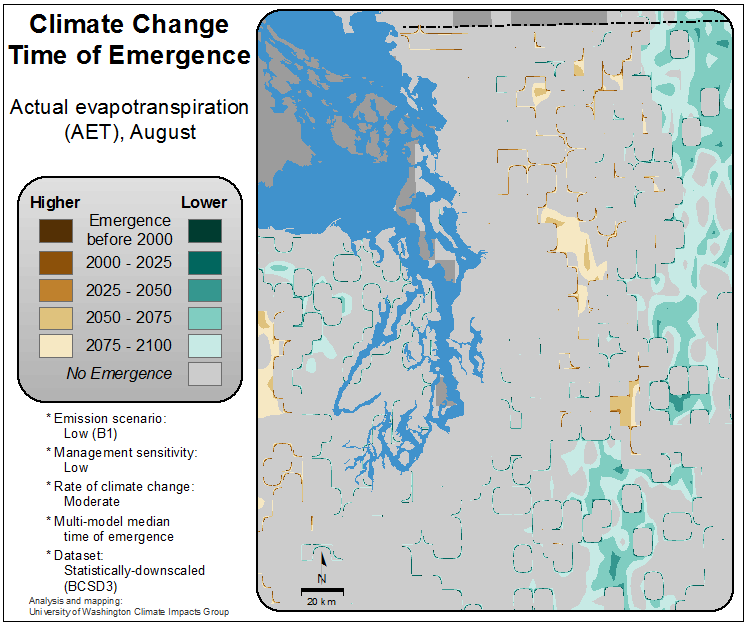 Climate Change
Time of Emergence
Actual evapotranspiration
(AET), August
Higher
Lower
Emergence
before 2000
2000 - 2025
2025 - 2050
2050 - 2075
2075 - 2100
No Emergence
* Emission scenario:
Low (B1)
* Management sensitivity:
Low
* Rate of climate change:
Moderate
* Multi-model median
time of emergence
* Dataset:
Statistically-downscaled
(BCSD3)
Analysis and mapping:
University of Washington Climate Impacts Group
N
20 km